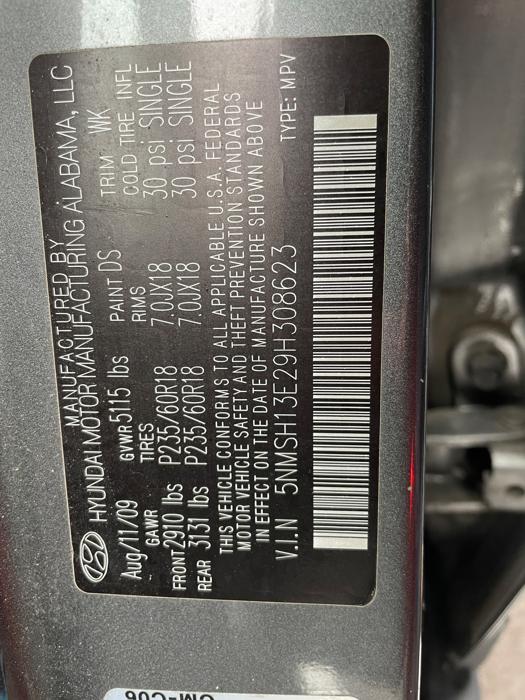 MANUFACTURED BY
HYUNDAI MOTOR MANUFACTURING ALABAMA, LLC
Aug/11/09 GVWR 5115 lbs PAINT DS TRIM WK
GAWR TIRES RIMS COLD TIRE INFL
FRONT 2910 lbs P235/60R18 7.0JX18 30 psi SINGLE
REAR 3131 lbs P235/60R18 7.0JX18 30 psi SINGLE
THIS VEHICLE CONFORMS TO ALL APPLICABLE U.S.A. FEDERAL
MOTOR VEHICLE SAFETY AND THEFT PREVENTION STANDARDS
IN EFFECT ON DATE OF MANUFACTURE SHOWN ABOVE
V.I.N 5NMSH13E29H308623 TYPE: MPV